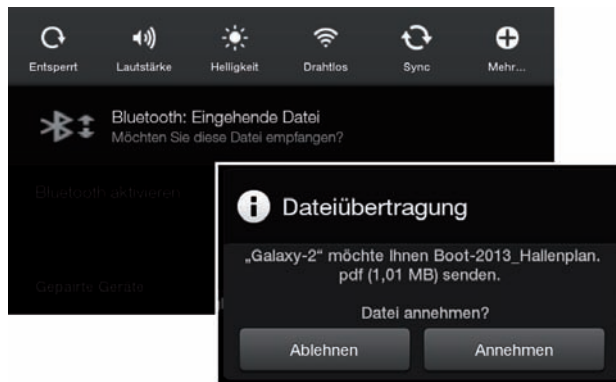 Entsperrt Lautstärke Helligkeit Drahtlos Sync Mehr...
Bluetooth: Eingehende Datei
Möchten Sie diese Datei empfangen?
Bluetooth aktivieren
Gepairte Geräte
Dateiübertragung
„Galaxy-2“ möchte Ihnen Boot-2013_Hallenplan.
pdf (1,01 MB) senden.
Datei annehmen?
Ablehnen Annehmen